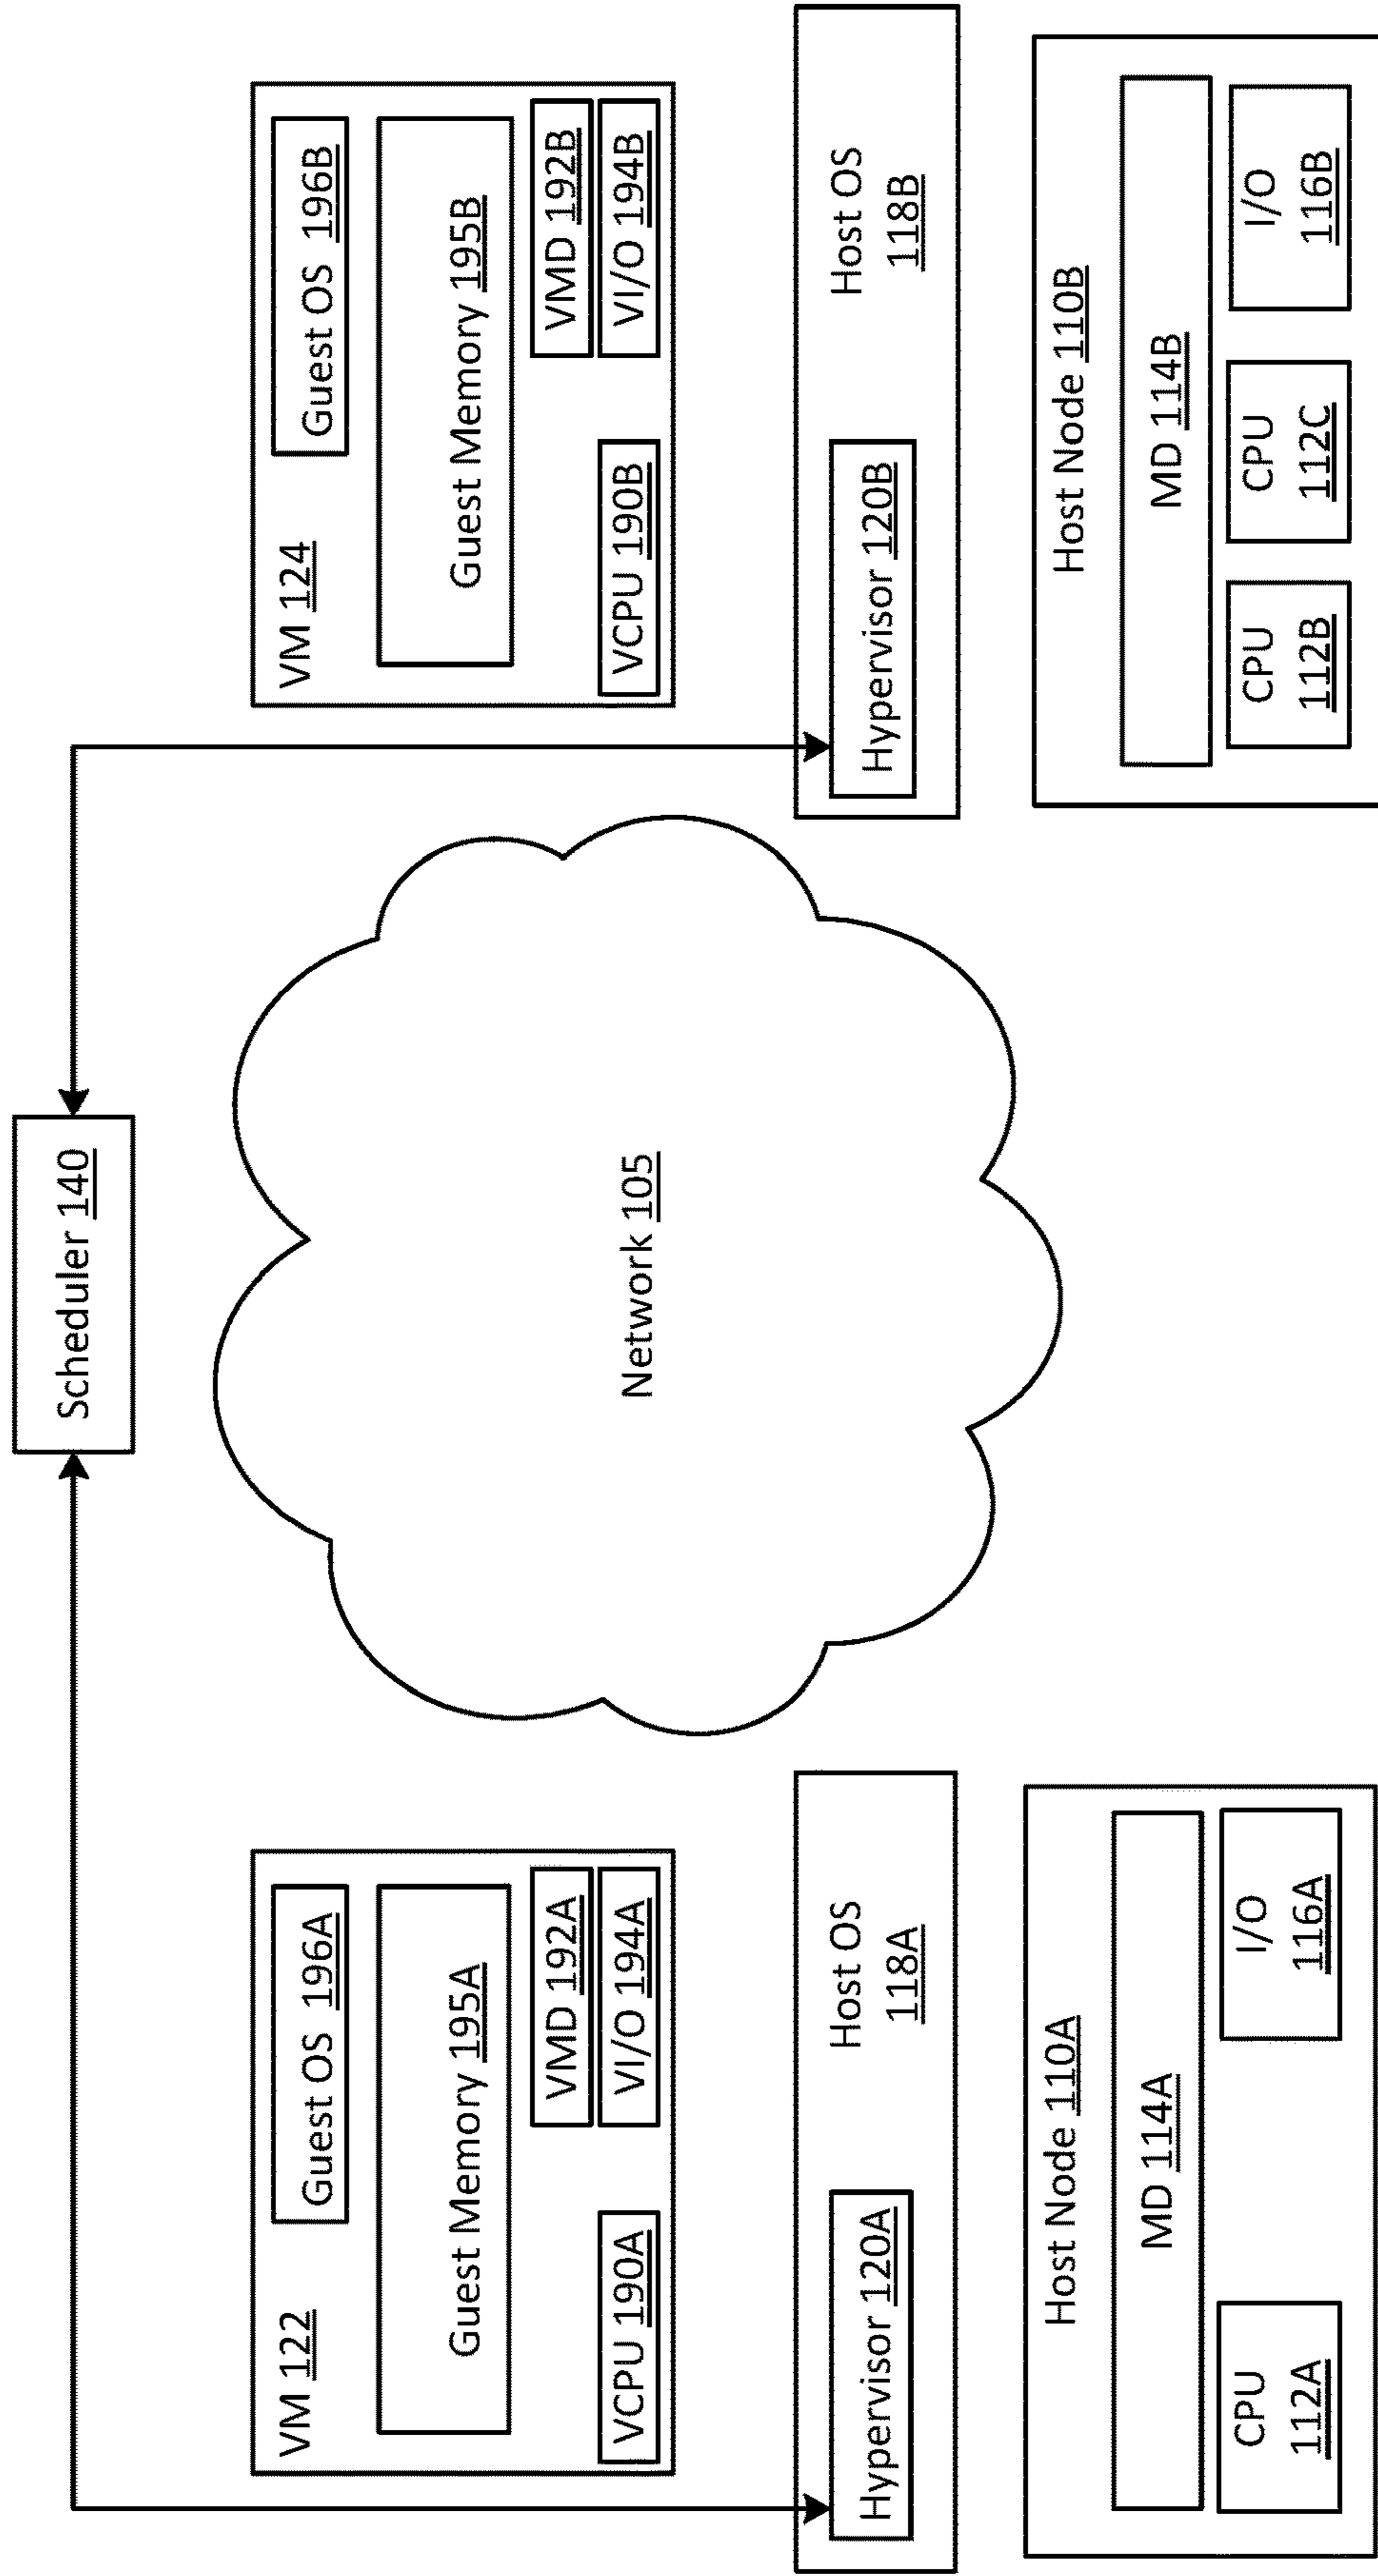 Scheduler 140
VM 122
Guest OS 196A
Guest Memory 195A
VMD 192A
VCPU 190A
VI/O 194A
Network 105
VM 124
Guest OS 196B
Guest Memory 195B
VMD 192B
VCPU 190B
VI/O 194B
Hypervisor 120A
Host OS
118A
Hypervisor 120B
Host OS
118B
Host Node 110A
MD 114A
CPU
112A
I/O
116A
Host Node 110B
MD 114B
CPU
112B
CPU
112C
I/O
116B